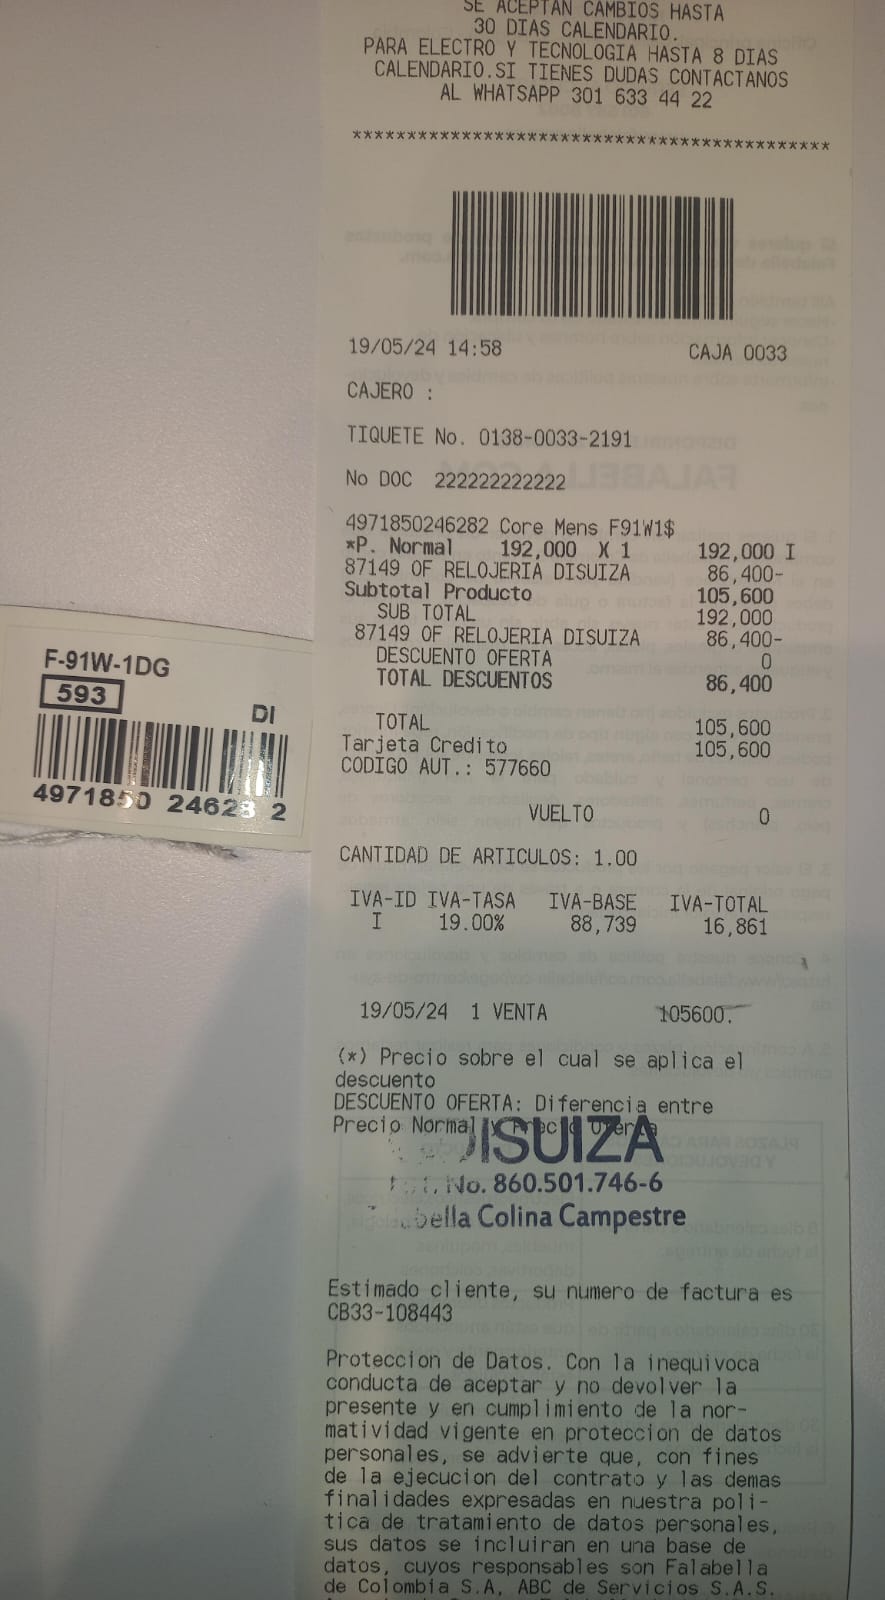 SE ACEPTAN CAMBIOS HASTA
30 DIAS CALENDARIO.
PARA ELECTRO Y TECNOLOGIA HASTA 8 DIAS
CALENDARIO.SI TIENES DUDAS CONTACTANOS
AL WHATSAPP 301 633 44 22
********************************************
19/05/24 14:58 CAJA 0033
CAJERO :
TIQUETE No. 0138-0033-2191
No DOC 222222222222
4971850246282 Core Mens F91W1$
*P. Normal 192,000 X 1 192,000 I
87149 OF RELOJERIA DISUIZA 86,400-
Subtotal Producto 105,600
SUB TOTAL 192,000
87149 OF RELOJERIA DISUIZA 86,400-
DESCUENTO OFERTA 0
TOTAL DESCUENTOS 86,400
TOTAL 105,600
Tarjeta Credito 105,600
CODIGO AUT.: 577660
VUELTO 0
CANTIDAD DE ARTICULOS: 1.00
IVA-ID IVA-TASA IVA-BASE IVA-TOTAL
I 19.00% 88,739 16,861
19/05/24 1 VENTA 105600.
(*) Precio sobre el cual se aplica el
descuento
DESCUENTO OFERTA: Diferencia entre
Precio Normal y Precio Oferta
DISUIZA
No. 860.501.746-6
Colina Campestre
Estimado cliente, su numero de factura es
CB33-108443
Proteccion de Datos. Con la inequivoca
conducta de aceptar y no devolver la
presente y en cumplimiento de la nor-
matividad vigente en proteccion de datos
personales, se advierte que, con fines
de la ejecucion del contrato y las demas
finalidades expresadas en nuestra poli-
tica de tratamiento de datos personales,
sus datos se incluiran en una base de
datos, cuyos responsables son Falabella
de Colombia S.A, ABC de Servicios S.A.S.
F-91W-1DG
593
DI
4971850 246282